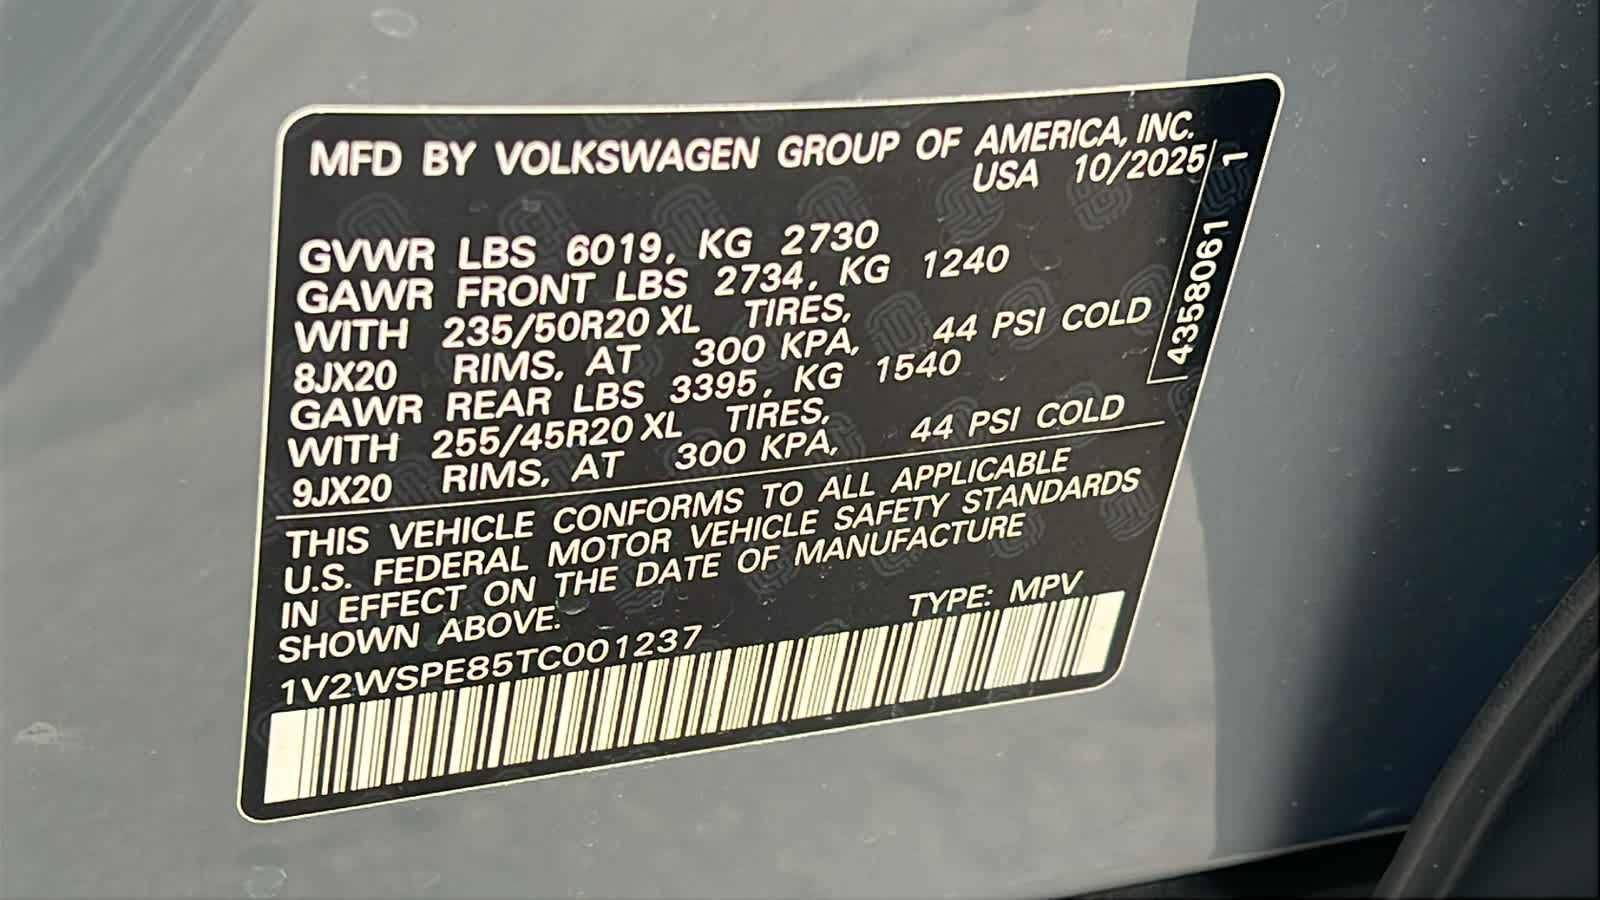 MFD BY VOLKSWAGEN GROUP OF AMERICA, INC.
USA 10/2025
4358061 1
GVWR LBS 6019, KG 2730
GAWR FRONT LBS 2734, KG 1240
WITH 235/50R20 XL TIRES,
8JX20 RIMS, AT 300 KPA, 44 PSI COLD
GAWR REAR LBS 3395, KG 1540
WITH 255/45R20 XL TIRES,
9JX20 RIMS, AT 300 KPA, 44 PSI COLD
THIS VEHICLE CONFORMS TO ALL APPLICABLE
U.S. FEDERAL MOTOR VEHICLE SAFETY STANDARDS
IN EFFECT ON THE DATE OF MANUFACTURE
SHOWN ABOVE.
TYPE: MPV
1V2WSPE85TC001237